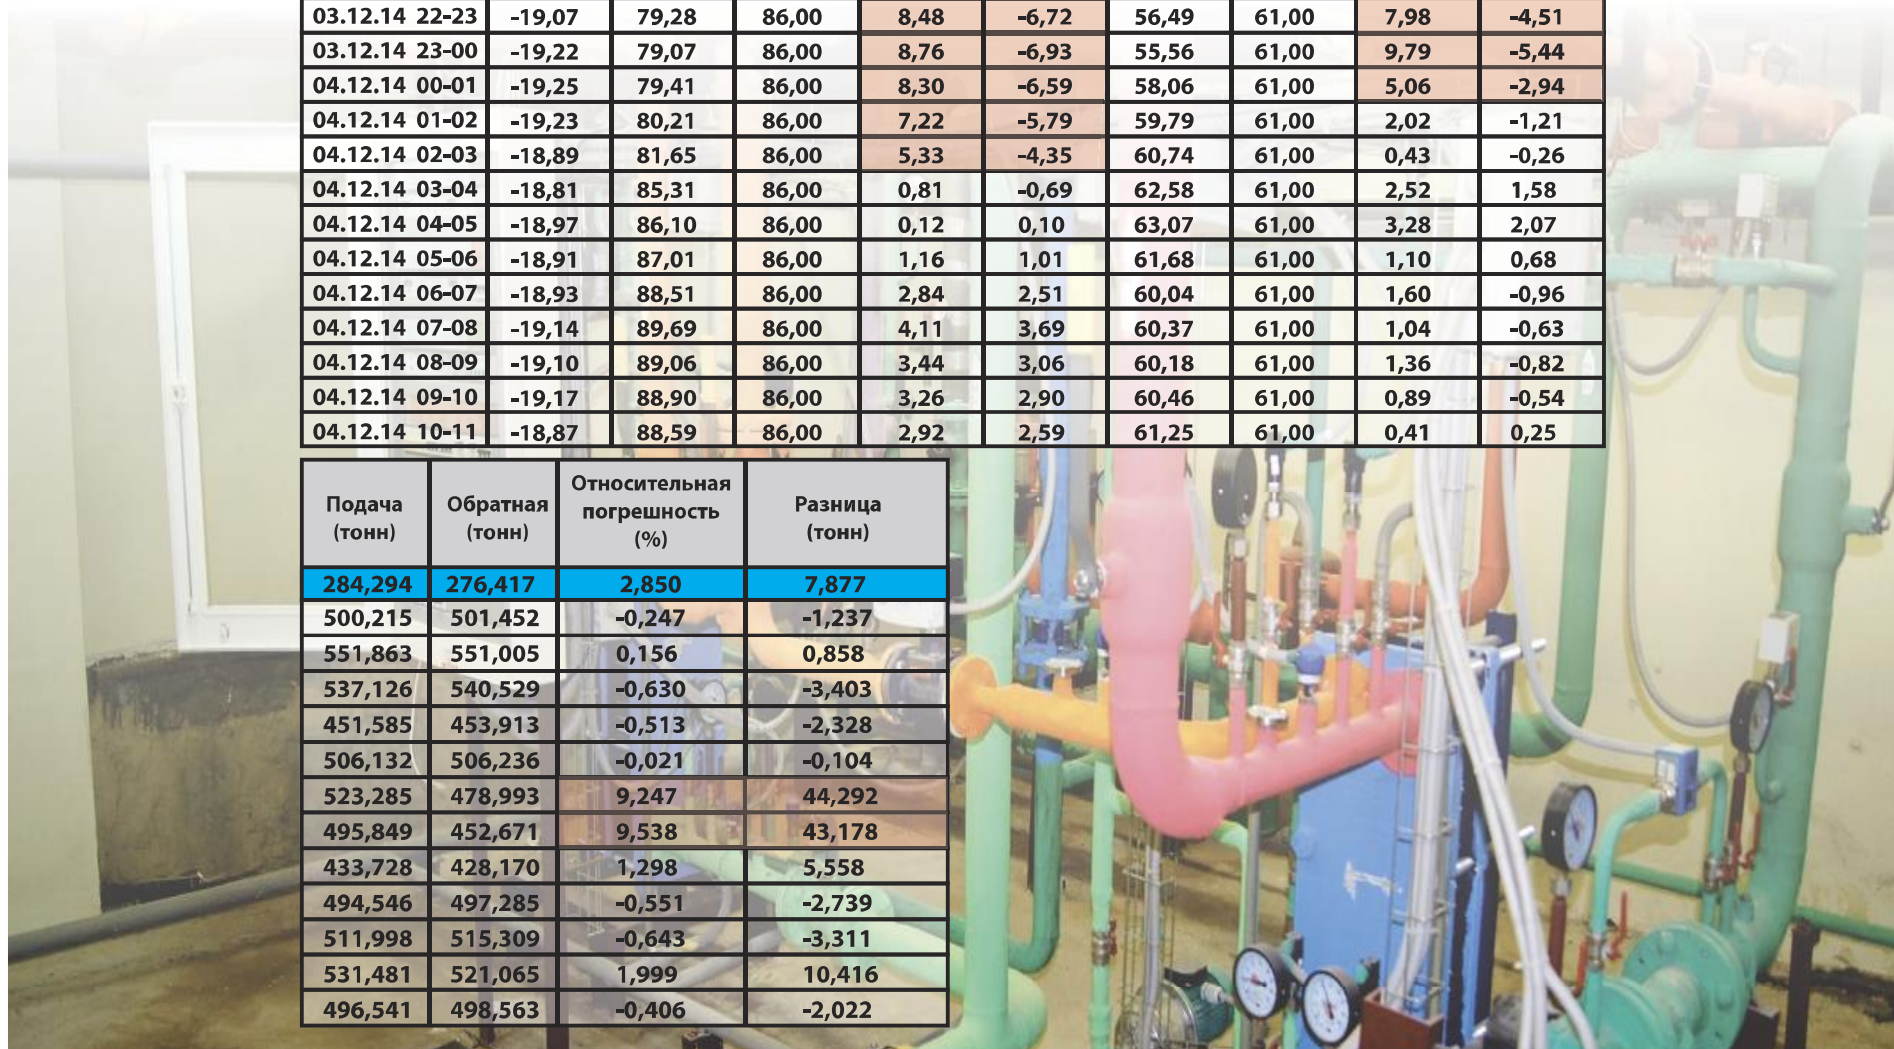 03.12.14 22-23 -19,07 79,28 86,00 8,48 -6,72 56,49 61,00 7,98 -4,51
03.12.14 23-00 -19,22 79,07 86,00 8,76 -6,93 55,56 61,00 9,79 -5,44
04.12.14 00-01 -19,25 79,41 86,00 8,30 -6,59 58,06 61,00 5,06 -2,94
04.12.14 01-02 -19,23 80,21 86,00 7,22 -5,79 59,79 61,00 2,02 -1,21
04.12.14 02-03 -18,89 81,65 86,00 5,33 -4,35 60,74 61,00 0,43 -0,26
04.12.14 03-04 -18,81 85,31 86,00 0,81 -0,69 62,58 61,00 2,52 1,58
04.12.14 04-05 -18,97 86,10 86,00 0,12 0,10 63,07 61,00 3,28 2,07
04.12.14 05-06 -18,91 87,01 86,00 1,16 1,01 61,68 61,00 1,10 0,68
04.12.14 06-07 -18,93 88,51 86,00 2,84 2,51 60,04 61,00 1,60 -0,96
04.12.14 07-08 -19,14 89,69 86,00 4,11 3,69 60,37 61,00 1,04 -0,63
04.12.14 08-09 -19,10 89,06 86,00 3,44 3,06 60,18 61,00 1,36 -0,82
04.12.14 09-10 -19,17 88,90 86,00 3,26 2,90 60,46 61,00 0,89 -0,54
04.12.14 10-11 -18,87 88,59 86,00 2,92 2,59 61,25 61,00 0,41 0,25
Подача
(тонн)
Обратная
(тонн)
Относительная
погрешность
(%)
Разница
(тонн)
284,294 276,417 2,850 7,877
500,215 501,452 -0,247 -1,237
551,863 551,005 0,156 0,858
537,126 540,529 -0,630 -3,403
451,585 453,913 -0,513 -2,328
506,132 506,236 -0,021 -0,104
523,285 478,993 9,247 44,292
495,849 452,671 9,538 43,178
433,728 428,170 1,298 5,558
494,546 497,285 -0,551 -2,739
511,998 515,309 -0,643 -3,311
531,481 521,065 1,999 10,416
496,541 498,563 -0,406 -2,022